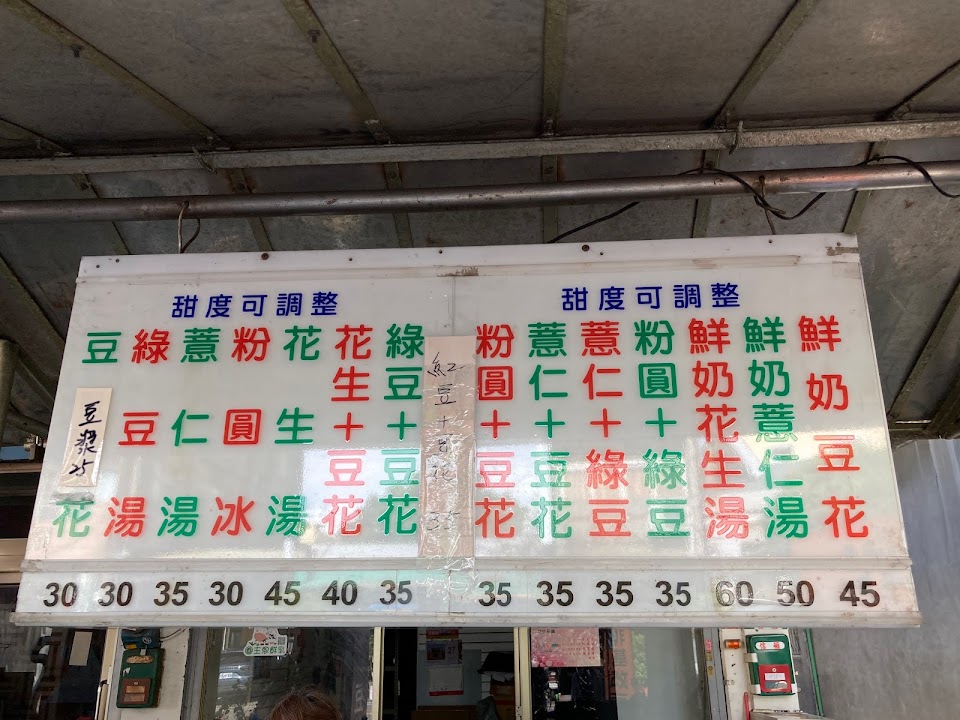 甜度可調整
甜度可調整
豆花 30
綠豆湯 30
薏仁湯 35
粉圓冰 30
花生湯 45
花生+豆花 40
綠豆+豆花 35
紅豆+豆花 35
粉圓+豆花 35
薏仁+豆花 35
薏仁+綠豆 35
粉圓+綠豆 35
鮮奶花生湯 60
鮮奶薏仁湯 50
鮮奶豆花 45
豆漿25
27